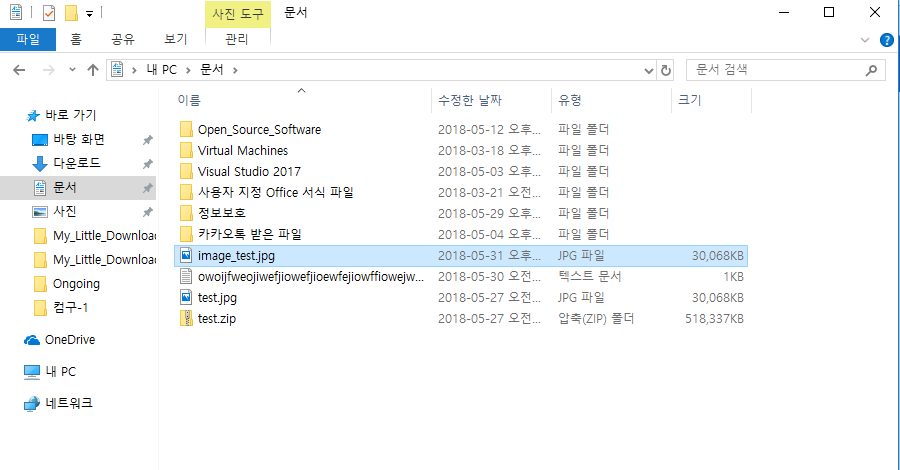 사진 도구 문서
파일 홈 공유 보기 관리
내 PC 문서 문서 검색
이름 수정한 날짜 유형 크기
바로 가기
바탕 화면
다운로드
문서
사진
My_Little_Downloa
My_Little_Downloa
Ongoing
컴구-1
OneDrive
내 PC
네트워크
Open_Source_Software 2018-05-12 오후... 파일 폴더
Virtual Machines 2018-03-18 오후... 파일 폴더
Visual Studio 2017 2018-05-03 오후... 파일 폴더
사용자 지정 Office 서식 파일 2018-03-21 오전... 파일 폴더
정보보호 2018-05-29 오후... 파일 폴더
카카오톡 받은 파일 2018-05-04 오후... 파일 폴더
image_test.jpg 2018-05-31 오후... JPG 파일 30,068KB
owoijfweojiwefjiowefjioewfejiowffiowejw... 2018-05-30 오전... 텍스트 문서 1KB
test.jpg 2018-05-27 오전... JPG 파일 30,068KB
test.zip 2018-05-27 오전... 압축(ZIP) 폴더 518,337KB